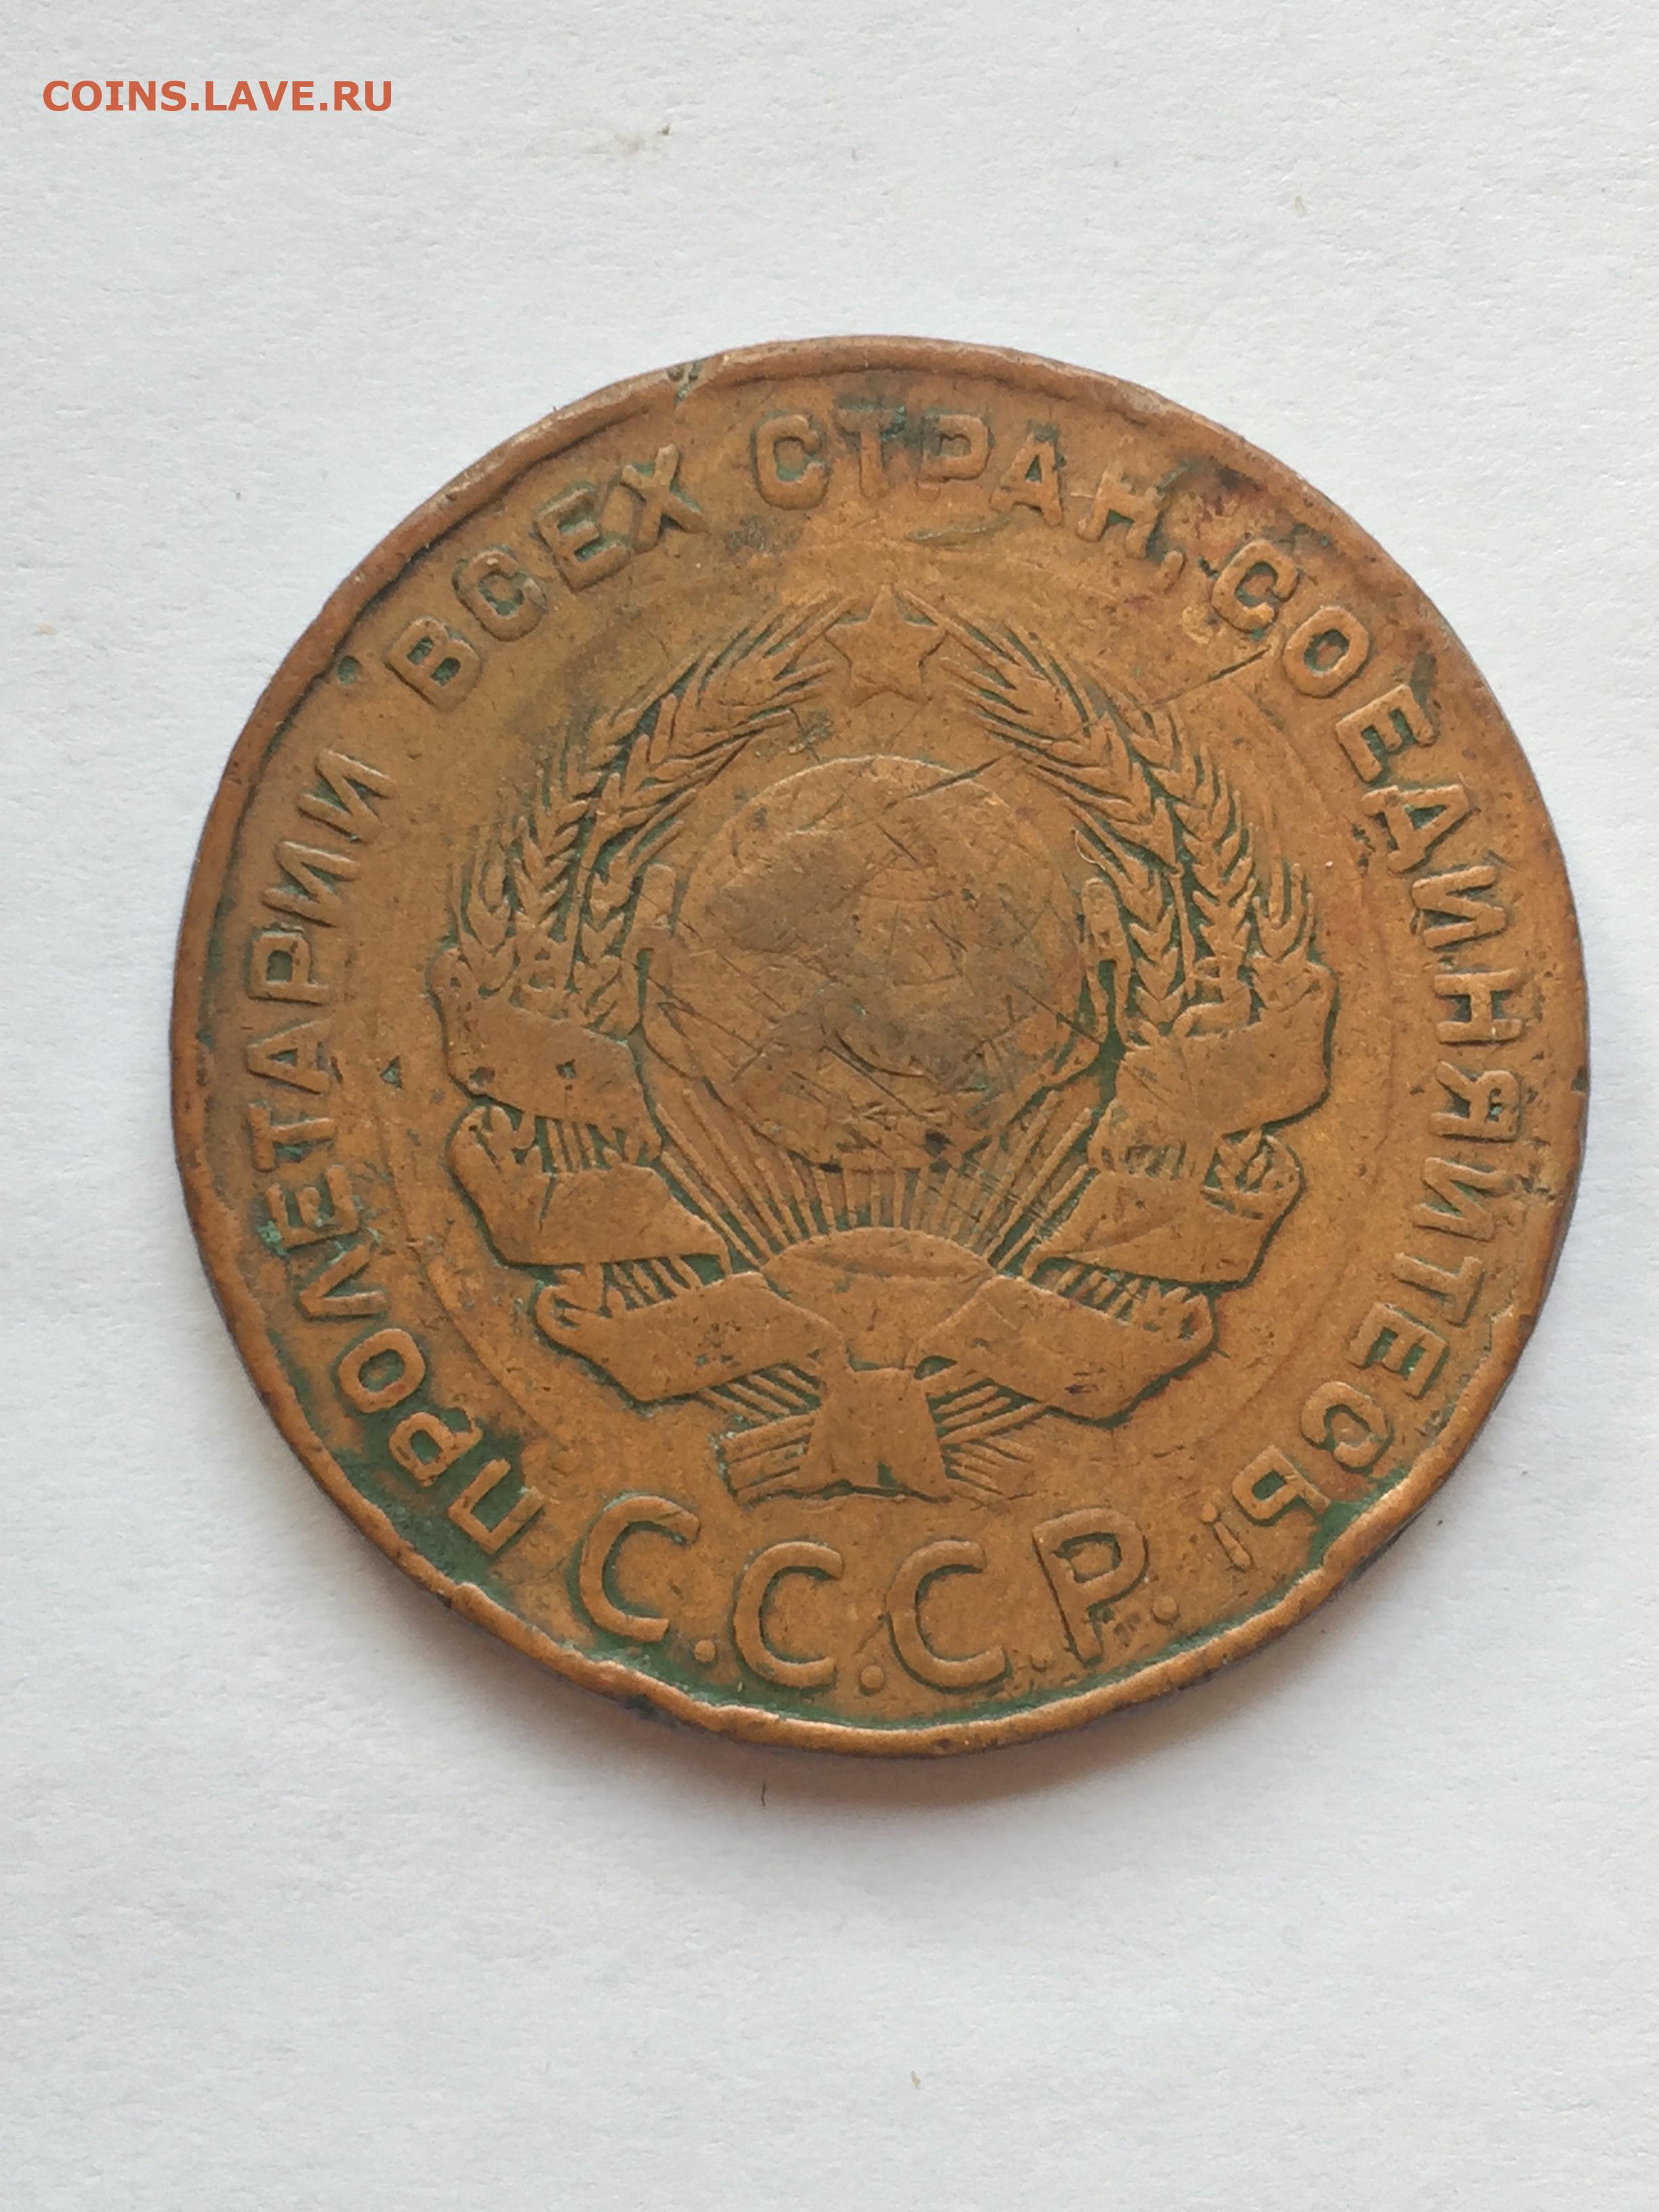 COINS.LAVE.RU
ПРОЛЕТАРИИ ВСЕХ СТРАН, СОЕДИНЯЙТЕСЬ!
С.С.С.Р.